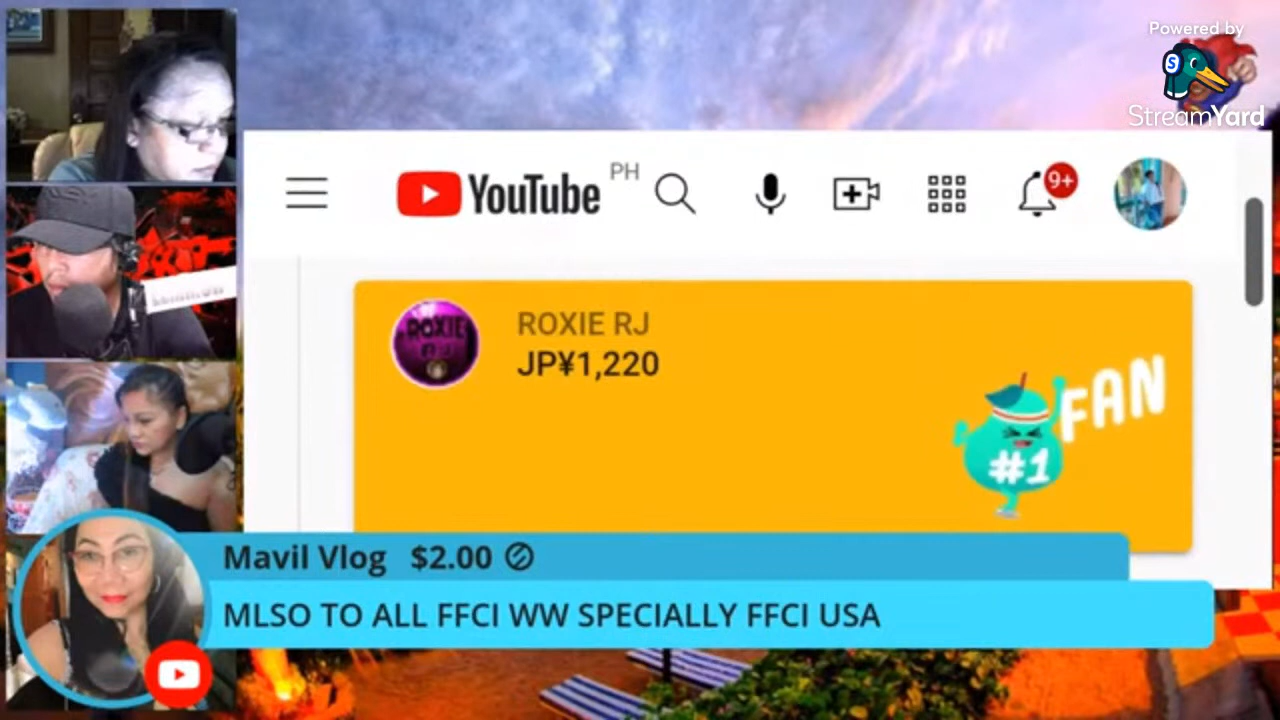 Powered by
StreamYard
YouTube PH
9+
ROXIE
ROXIE RJ
JP¥1,220
FAN
#1
Mavil Vlog $2.00
MLSO TO ALL FFCI WW SPECIALLY FFCI USA